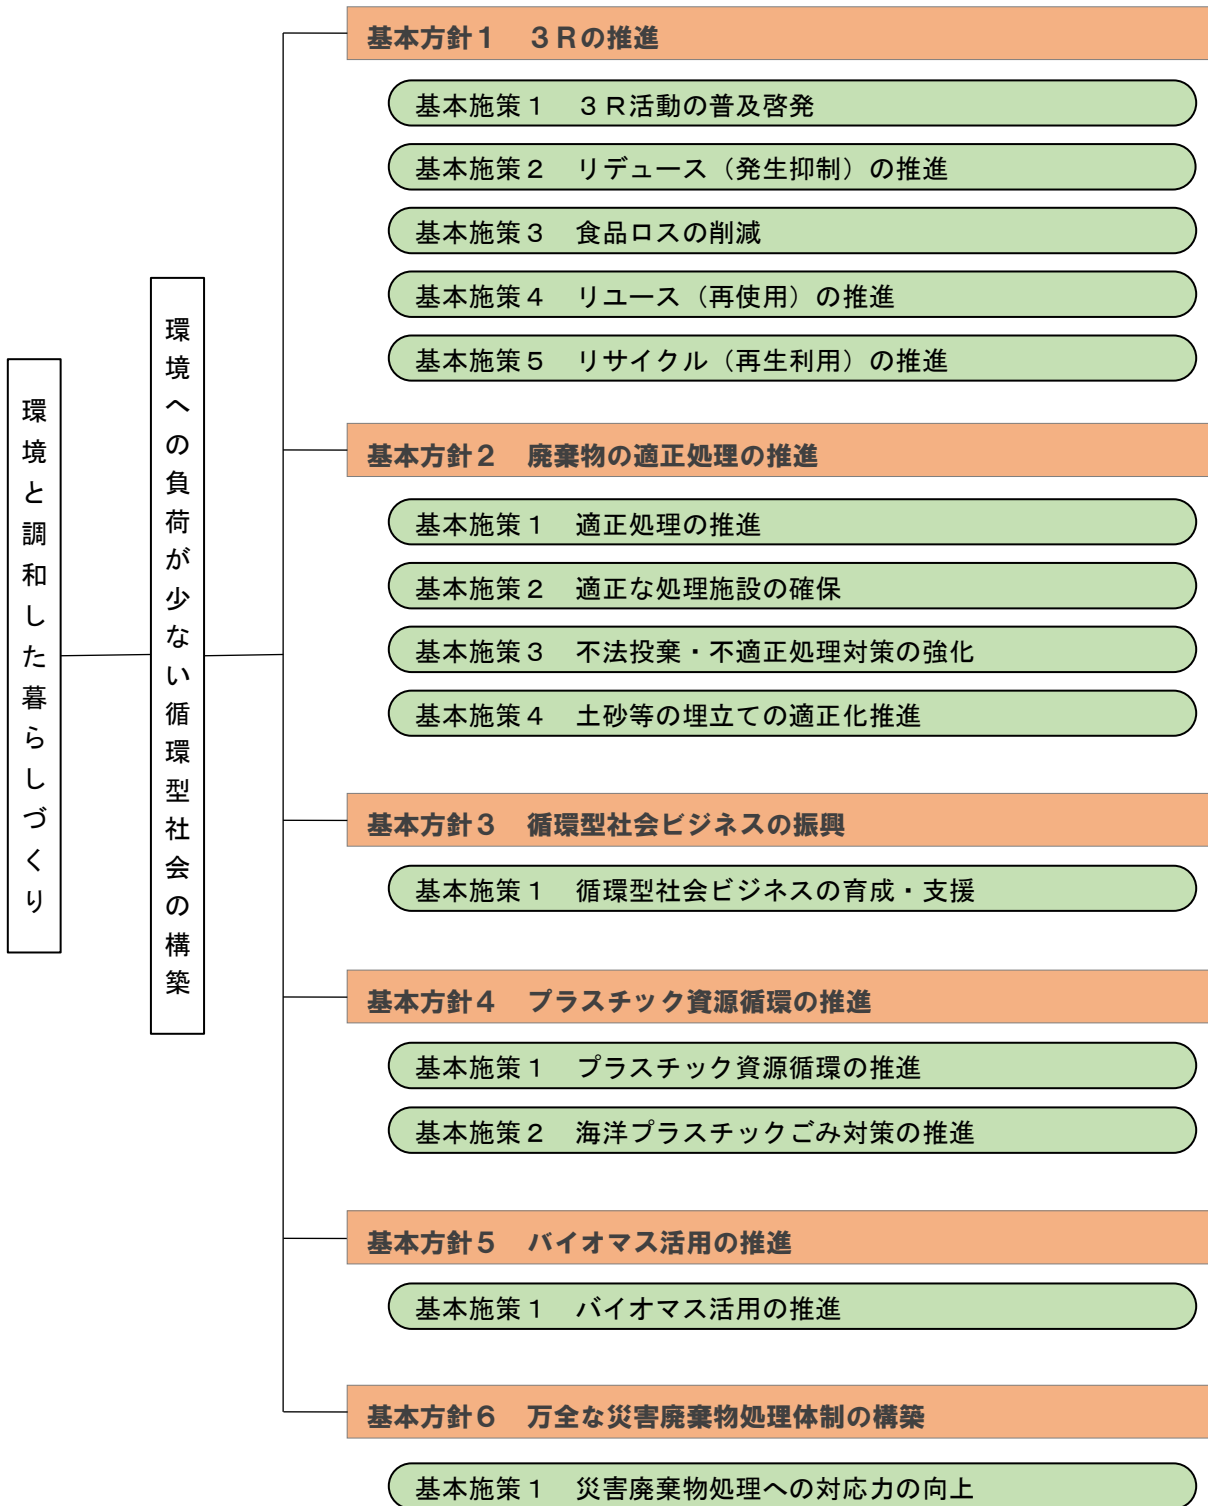 環境と調和した暮らしづくり
環境への負荷が少ない循環型社会の構築
基本方針１　３Ｒの推進
基本施策１　３Ｒ活動の普及啓発
基本施策２　リデュース（発生抑制）の推進
基本施策３　食品ロスの削減
基本施策４　リユース（再使用）の推進
基本施策５　リサイクル（再生利用）の推進
基本方針２　廃棄物の適正処理の推進
基本施策１　適正処理の推進
基本施策２　適正な処理施設の確保
基本施策３　不法投棄・不適正処理対策の強化
基本施策４　土砂等の埋立ての適正化推進
基本方針３　循環型社会ビジネスの振興
基本施策１　循環型社会ビジネスの育成・支援
基本方針４　プラスチック資源循環の推進
基本施策１　プラスチック資源循環の推進
基本施策２　海洋プラスチックごみ対策の推進
基本方針５　バイオマス活用の推進
基本施策１　バイオマス活用の推進
基本方針６　万全な災害廃棄物処理体制の構築
基本施策１　災害廃棄物処理への対応力の向上